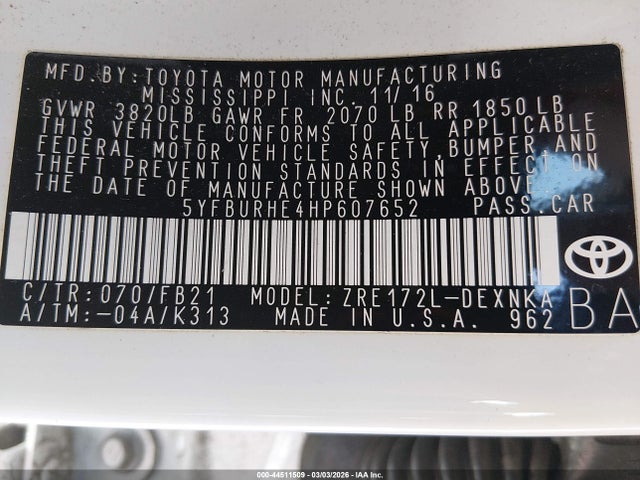 MFD. BY: TOYOTA MOTOR MANUFACTURING
MISSISSIPPI INC. 11/16
GVWR 3820LB GAWR FR 2070 LB RR 1850LB
THIS VEHICLE CONFORMS TO ALL APPLICABLE
FEDERAL MOTOR VEHICLE SAFETY, BUMPER AND
THEFT PREVENTION STANDARDS IN EFFECT ON
THE DATE OF MANUFACTURE SHOWN ABOVE.
5YFBURHE4HP607652 PASS.CAR
C/TR: 070/FB21 MODEL: ZRE172L-DEXNKA
A/TM: -04A/K313 MADE IN U.S.A. 962
BA
000-44511509 | 03/03/2026 | IAA Inc.